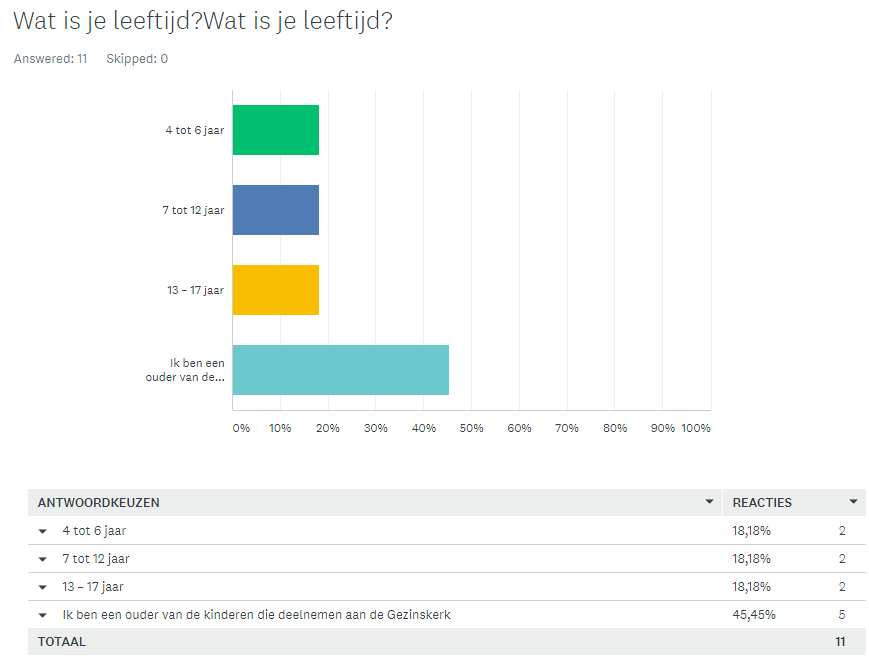 Wat is je leeftijd?Wat is je leeftijd?
Answered: 11 Skipped: 0
4 tot 6 jaar
7 tot 12 jaar
13 – 17 jaar
Ik ben een
ouder van de...
0% 10% 20% 30% 40% 50% 60% 70% 80% 90% 100%
ANTWOORDKEUZEN REACTIES
4 tot 6 jaar 18,18% 2
7 tot 12 jaar 18,18% 2
13 – 17 jaar 18,18% 2
Ik ben een ouder van de kinderen die deelnemen aan de Gezinskerk 45,45% 5
TOTAAL 11